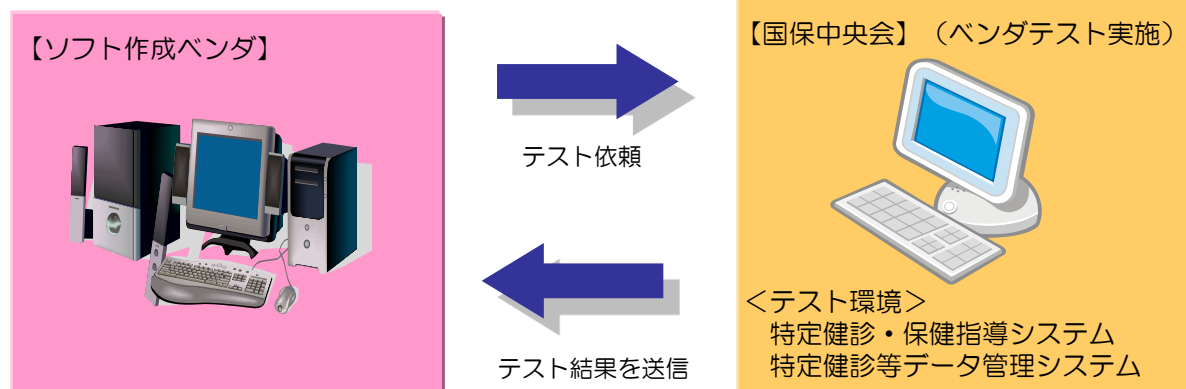 【ソフト作成ベンダ】
【国保中央会】（ベンダテスト実施）
テスト依頼
テスト結果を送信
＜テスト環境＞
特定健診・保健指導システム
特定健診等データ管理システム